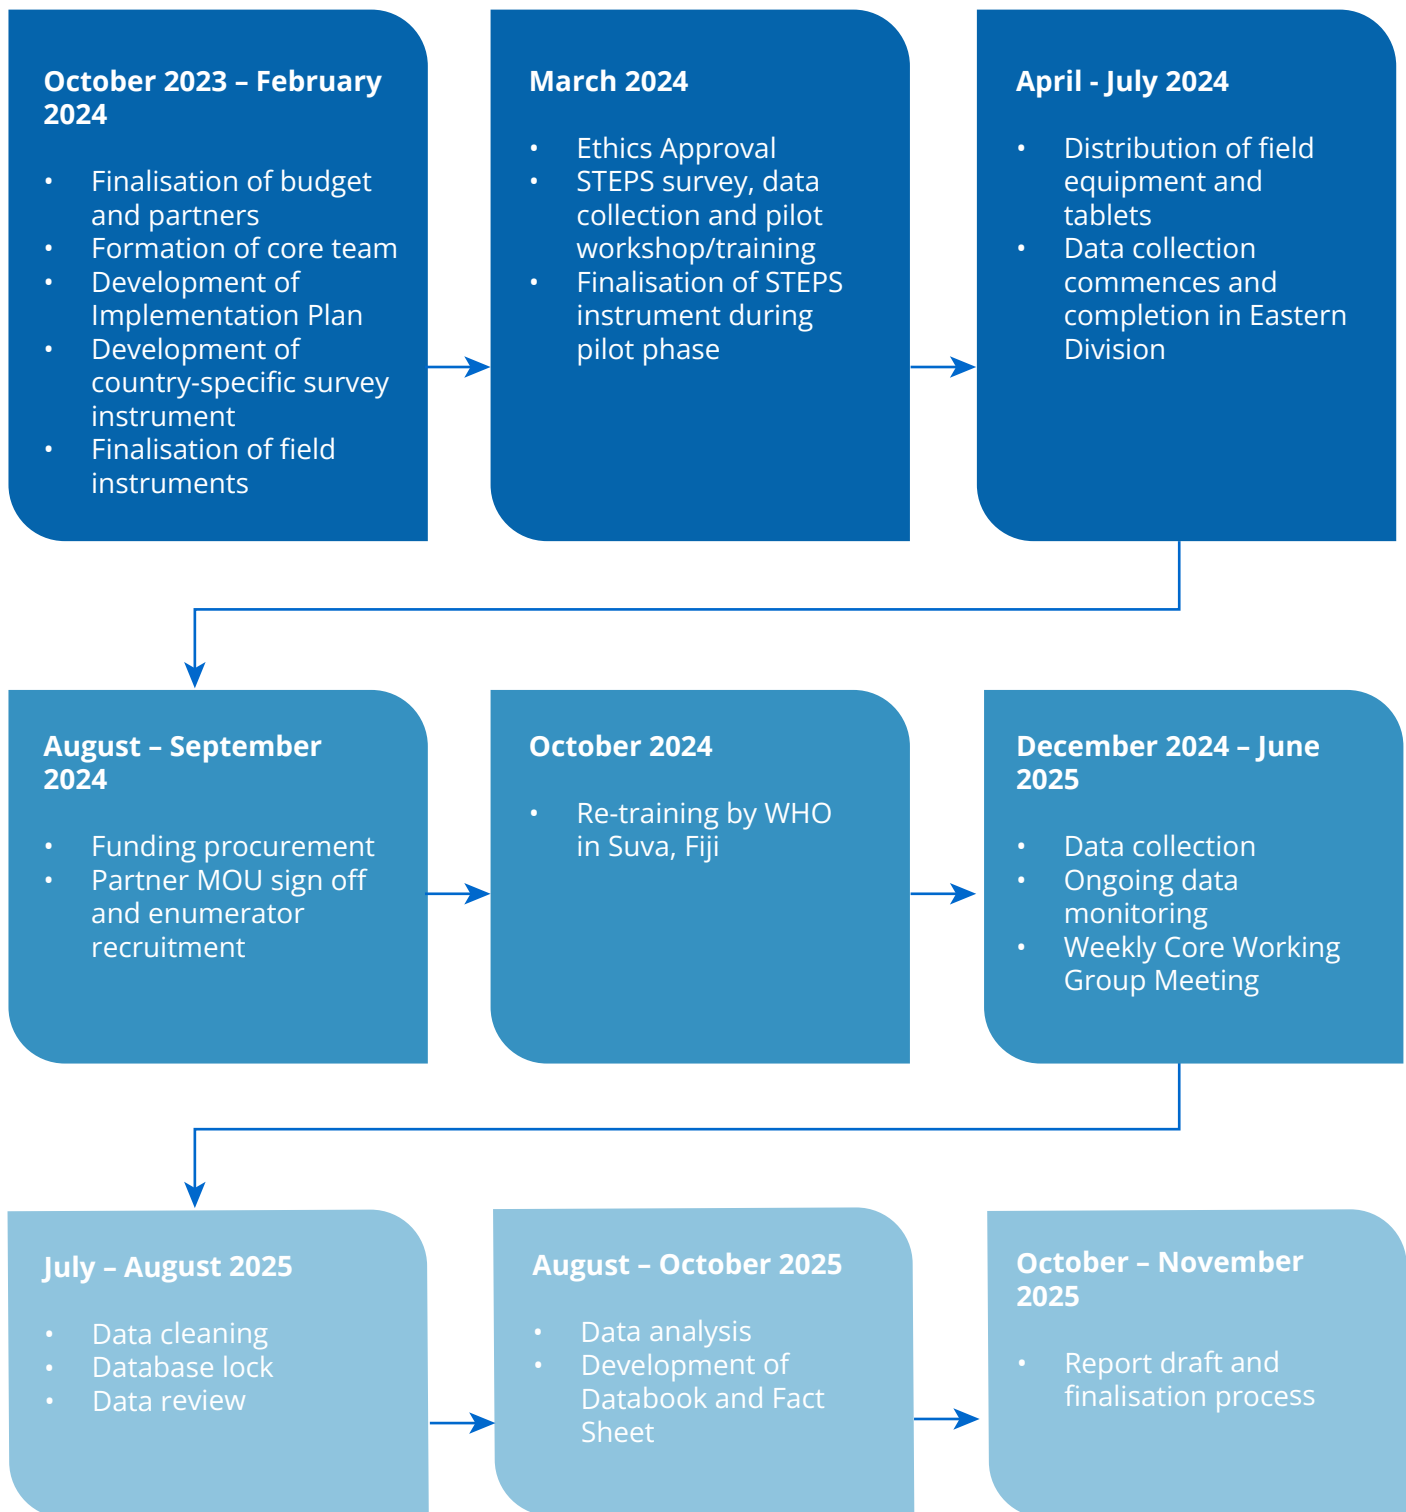 October 2023 – February
2024
• Finalisation of budget
and partners
• Formation of core team
• Development of
Implementation Plan
• Development of
country-specific survey
instrument
• Finalisation of field
instruments
March 2024
• Ethics Approval
• STEPS survey, data
collection and pilot
workshop/training
• Finalisation of STEPS
instrument during
pilot phase
April - July 2024
• Distribution of field
equipment and
tablets
• Data collection
commences and
completion in Eastern
Division
August – September
2024
• Funding procurement
• Partner MOU sign off
and enumerator
recruitment
October 2024
• Re-training by WHO
in Suva, Fiji
December 2024 – June
2025
• Data collection
• Ongoing data
monitoring
• Weekly Core Working
Group Meeting
July – August 2025
• Data cleaning
• Database lock
• Data review
August – October 2025
• Data analysis
• Development of
Databook and Fact
Sheet
October – November
2025
• Report draft and
finalisation process